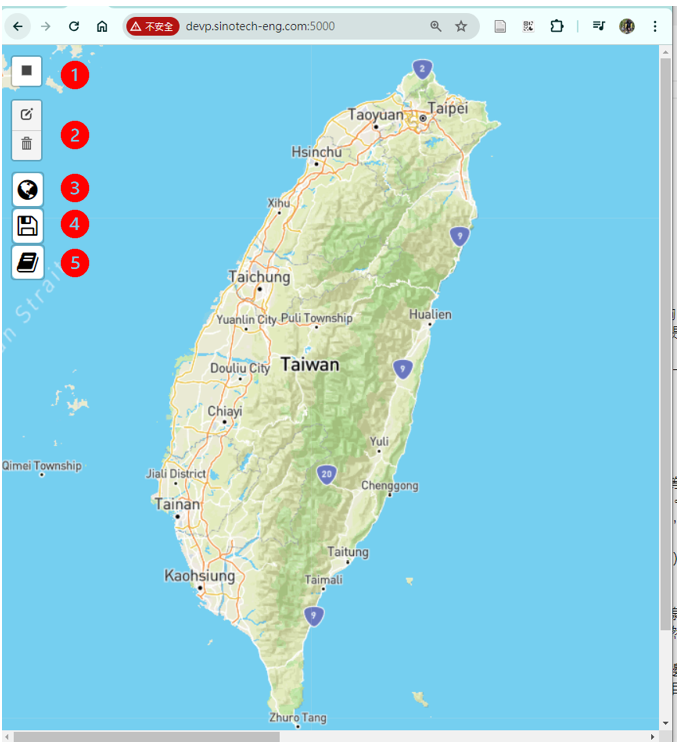 不安全 devp.sinotech-eng.com:5000
1
2
3
4
5
2
Taipei
Taoyuan
Hsinchu
Xihu
9
Taichung
Yuanlin City
Puli Township
Hualien
Taiwan
Douliu City
9
Chiayi
Yuli
Qimei Township
Jiali District
20
Chenggong
Tainan
Taitung
Kaohsiung
Taimali
9
Zhuro Tang